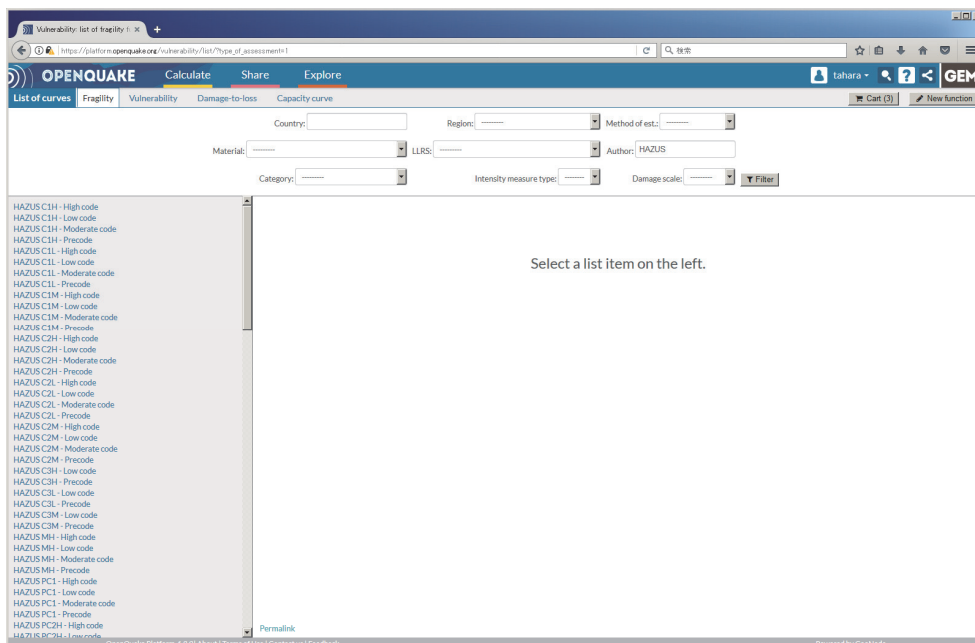 Vulnerability: list of fragility f
https://platform.openquake.org/vulnerability/list/?type_of_assessment=1
検索
OPENQUAKE Calculate Share Explore tahara GEM
List of curves Fragility Vulnerability Damage-to-loss Capacity curve Cart (3) New function
Country: Region: --------- Method of est.: ---------
Material: --------- LLRS: --------- Author: HAZUS
Category: --------- Intensity measure type: --------- Damage scale: --------- Filter
HAZUS C1H - High code
HAZUS C1H - Low code
HAZUS C1H - Moderate code
HAZUS C1H - Precode
HAZUS C1L - High code
HAZUS C1L - Low code
HAZUS C1L - Moderate code
HAZUS C1L - Precode
HAZUS C1M - High code
HAZUS C1M - Low code
HAZUS C1M - Moderate code
HAZUS C1M - Precode
HAZUS C2H - High code
HAZUS C2H - Low code
HAZUS C2H - Moderate code
HAZUS C2H - Precode
HAZUS C2L - High code
HAZUS C2L - Low code
HAZUS C2L - Moderate code
HAZUS C2L - Precode
HAZUS C2M - High code
HAZUS C2M - Low code
HAZUS C2M - Moderate code
HAZUS C2M - Precode
HAZUS C3H - Low code
HAZUS C3H - Precode
HAZUS C3L - Low code
HAZUS C3L - Precode
HAZUS C3M - Low code
HAZUS C3M - Precode
HAZUS MH - High code
HAZUS MH - Low code
HAZUS MH - Moderate code
HAZUS MH - Precode
HAZUS PC1 - High code
HAZUS PC1 - Low code
HAZUS PC1 - Moderate code
HAZUS PC1 - Precode
HAZUS PC2H - High code
HAZUS PC2H - Low code
Select a list item on the left.
Permalink